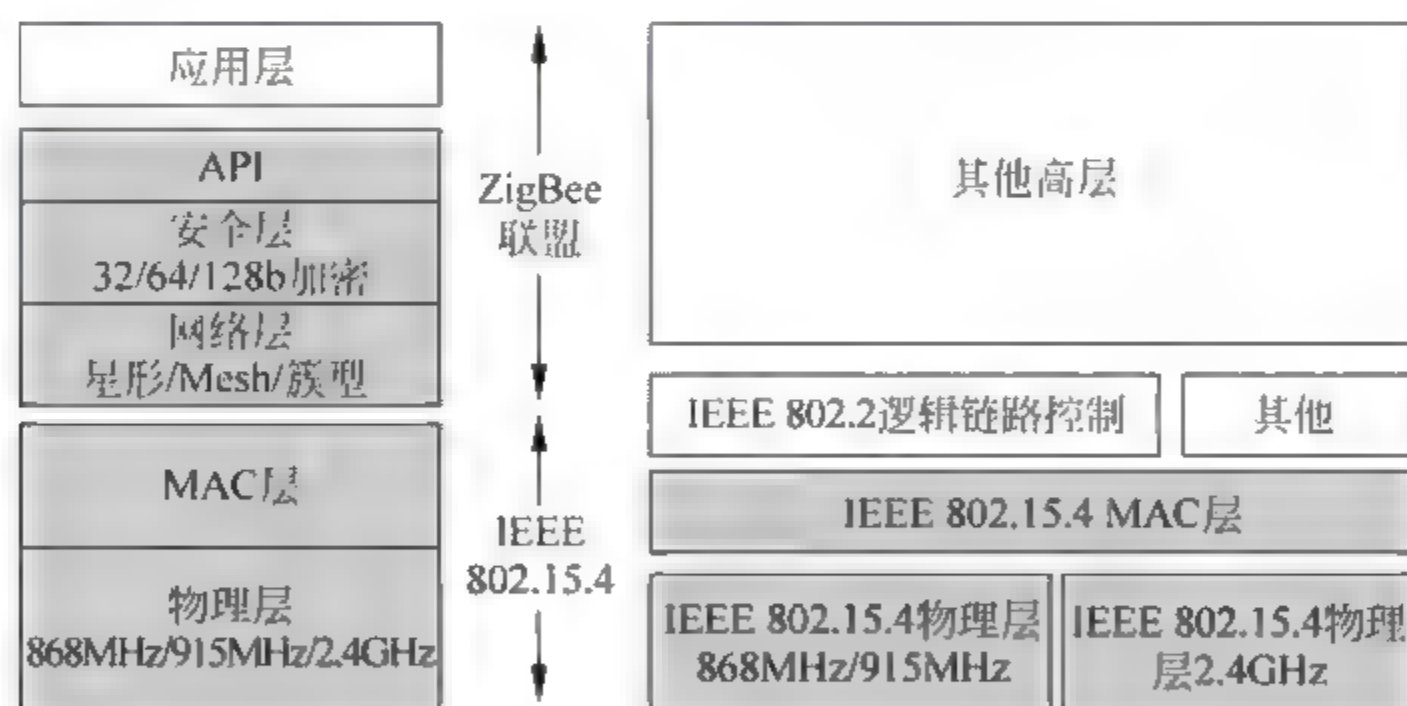 应用层
API
安全层
32/64/128b加密
网络层
星形/Mesh/簇型
MAC层
物理层
868MHz/915MHz/2.4GHz
ZigBee
联盟
IEEE
802.15.4
其他高层
IEEE 802.2逻辑链路控制
其他
IEEE 802.15.4 MAC层
IEEE 802.15.4物理层
868MHz/915MHz
IEEE 802.15.4物理
层2.4GHz